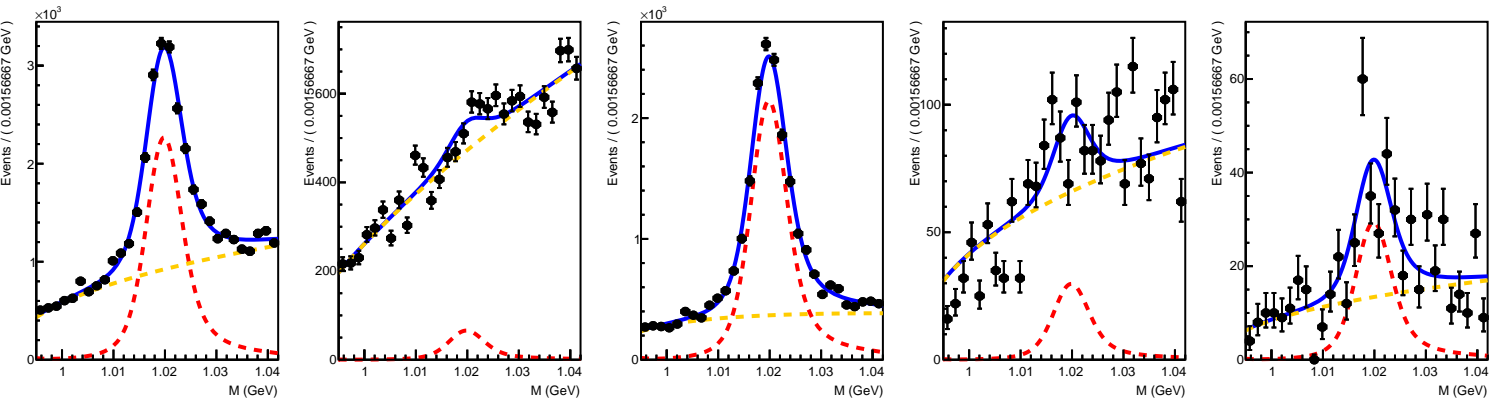 ×10³
Events / ( 0.00156667 GeV )
3
2
1
0
1 1.01 1.02 1.03 1.04
M (GeV)
Events / ( 0.00156667 GeV )
600
400
200
0
1 1.01 1.02 1.03 1.04
M (GeV)
×10³
Events / ( 0.00156667 GeV )
2
1
0
1 1.01 1.02 1.03 1.04
M (GeV)
Events / ( 0.00156667 GeV )
100
50
0
1 1.01 1.02 1.03 1.04
M (GeV)
Events / ( 0.00156667 GeV )
60
40
20
0
1 1.01 1.02 1.03 1.04
M (GeV)